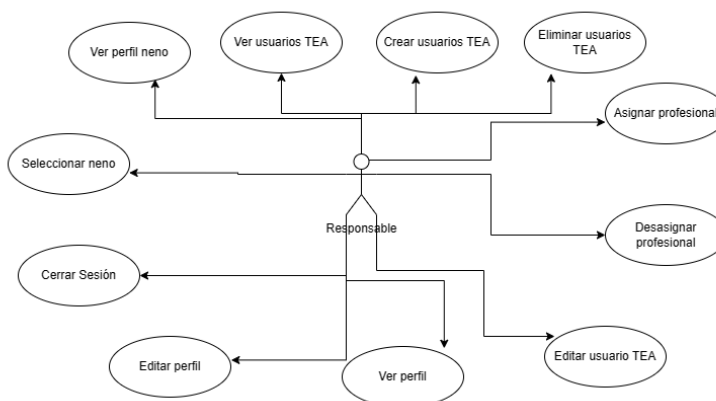 Ver perfil neno
Ver usuarios TEA
Crear usuarios TEA
Eliminar usuarios
TEA
Asignar profesional
Seleccionar neno
Responsable
Desasignar
profesional
Cerrar Sesión
Editar perfil
Ver perfil
Editar usuario TEA